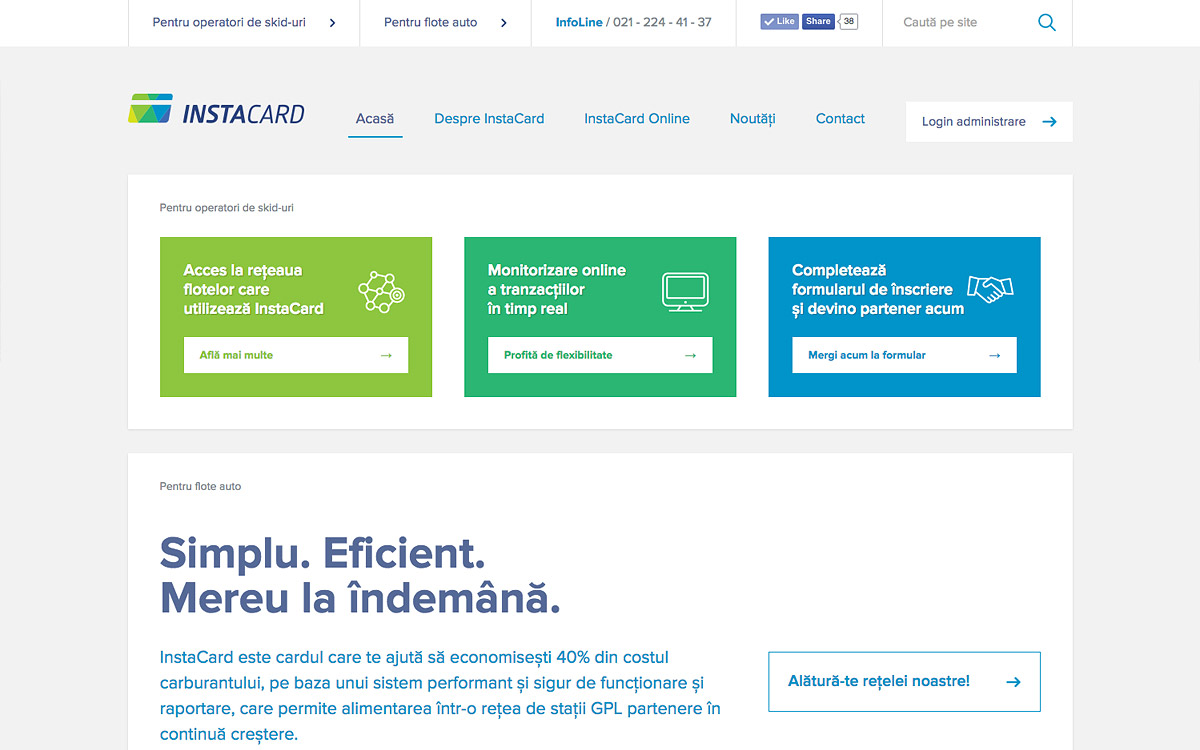 Pentru operatori de skid-uri
Pentru flote auto
InfoLine / 021 - 224 - 41 - 37
Like
Share
38
Caută pe site
INSTACARD
Acasă
Despre InstaCard
InstaCard Online
Noutăți
Contact
Login administrare
Pentru operatori de skid-uri
Acces la rețeaua
flotelor care
utilizează InstaCard
Află mai multe
Monitorizare online
a tranzacțiilor
în timp real
Profită de flexibilitate
Completează
formularul de înscriere
și devino partener acum
Mergi acum la formular
Pentru flote auto
Simplu. Eficient.
Mereu la îndemână.
InstaCard este cardul care te ajută să economisești 40% din costul
carburantului, pe baza unui sistem performant și sigur de funcționare și
raportare, care permite alimentarea într-o rețea de stații GPL partenere în
continuă creștere.
Alătură-te rețelei noastre!